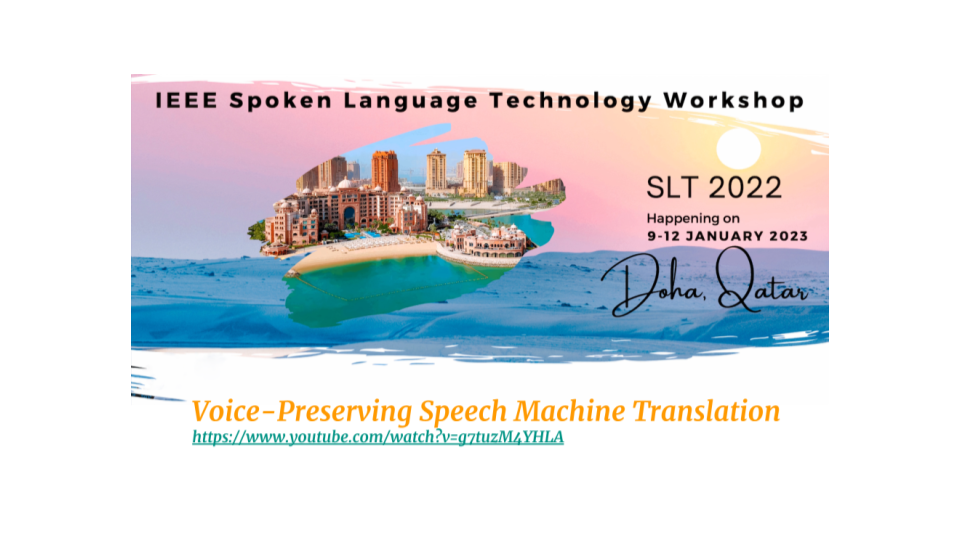 IEEE Spoken Language Technology Workshop
SLT 2022
Happening on
9-12 JANUARY 2023
Doha, Qatar
Voice-Preserving Speech Machine Translation
https://www.youtube.com/watch?v=g7tuzM4YHLA